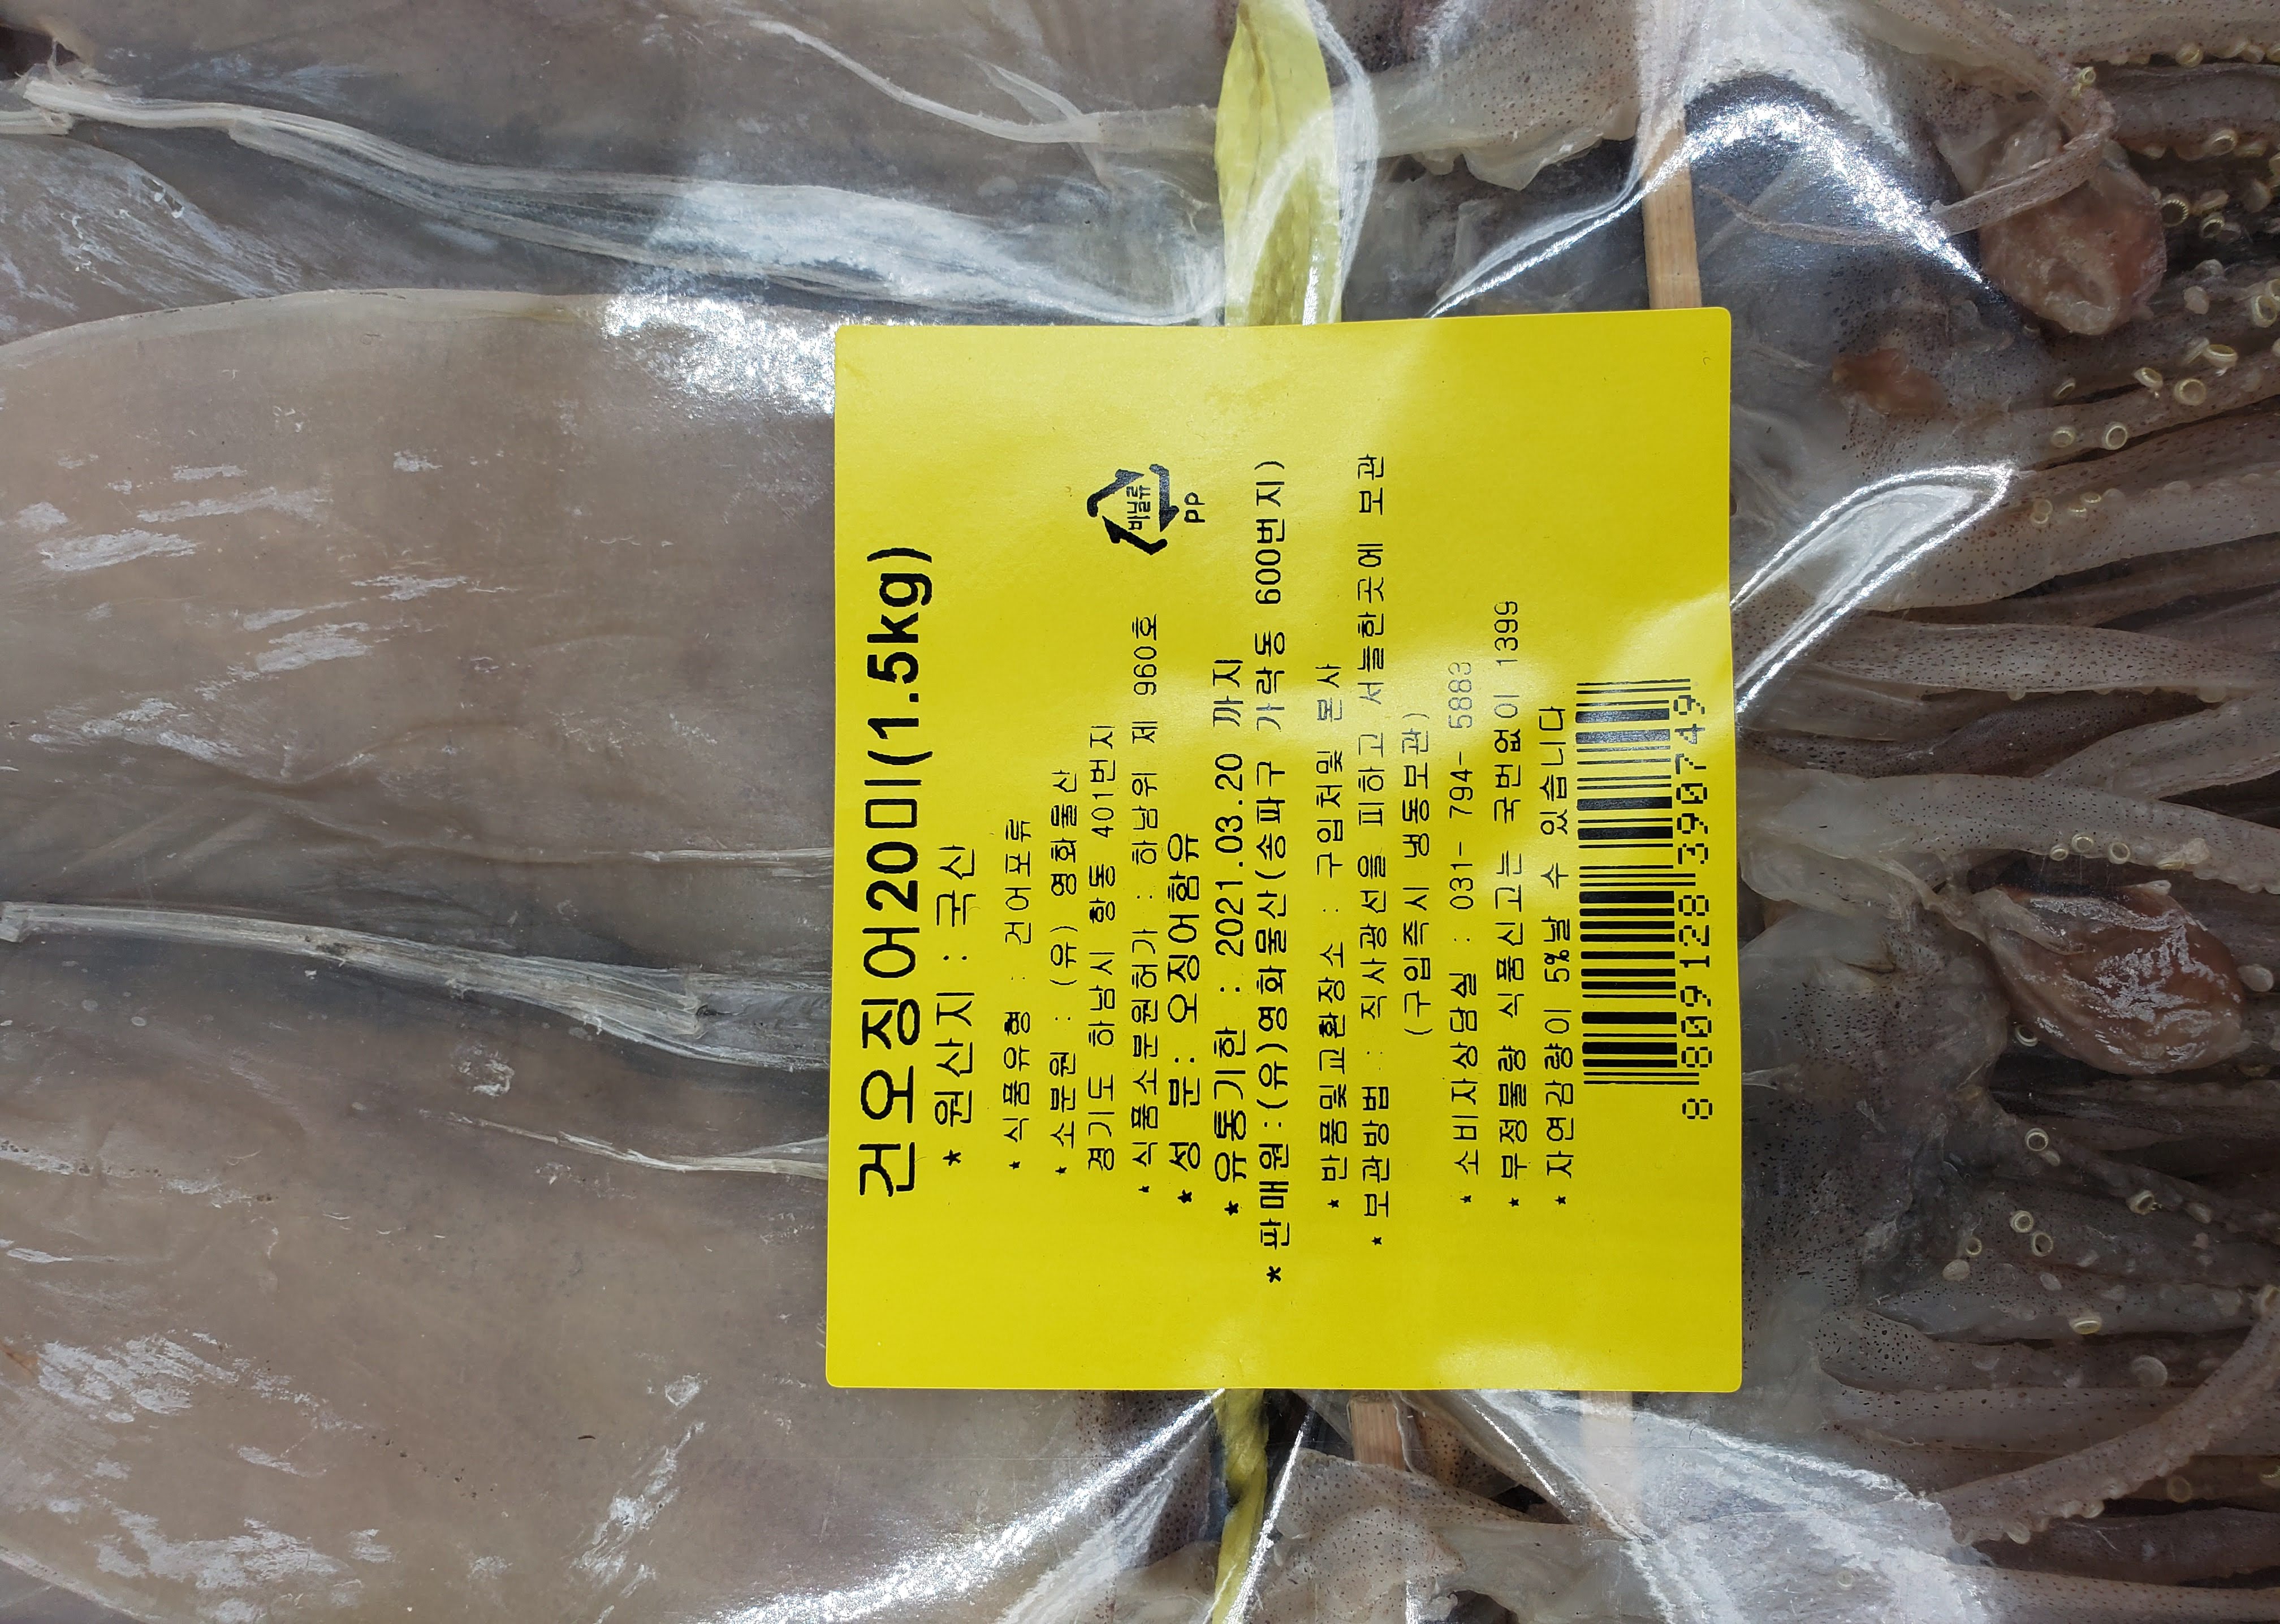 건오징어20미(1.5kg)
* 원산지 : 국산
* 식품유형 : 건어포류
* 소분원 : (유) 영화물산
경기도 하남시 항동 401번지
비닐류
PP
* 식품소문원허가 : 하남위 제 960호
* 성 분: 오징어함유
* 유통기한 : 2021.03.20 까지
* 판매원:(유)영화물산(송파구 가락동 600번지)
* 반품및교환장소 : 구입처및 본사
* 보관방법 : 직사광선을 피하고 서늘한곳에 보관
(구입즉시 냉동보관)
* 소비자상담실 : 031- 794- 5883
* 부정물량 식품신고는 국번없이 1399
* 자연감량이 5%날 수 있습니다
8 809128 390749